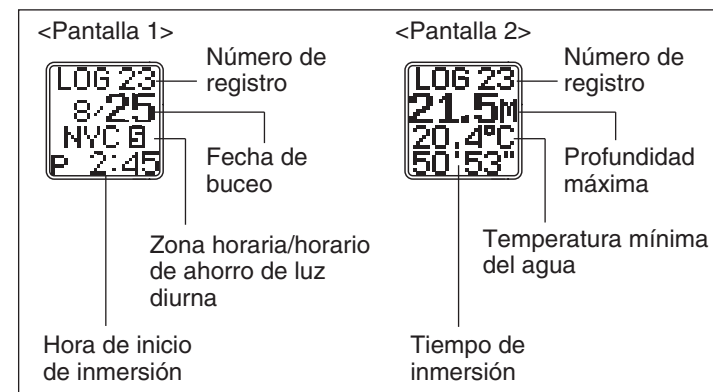 <Pantalla 1>
LOG 23
8/25
NYC S
P 2:45
Número de
registro
Fecha de
buceo
Zona horaria/horario
de ahorro de luz
diurna
Hora de inicio
de inmersión
<Pantalla 2>
LOG 23
21.5M
20.4°C
50'53"
Número de
registro
Profundidad
máxima
Temperatura mínima
del agua
Tiempo de
inmersión